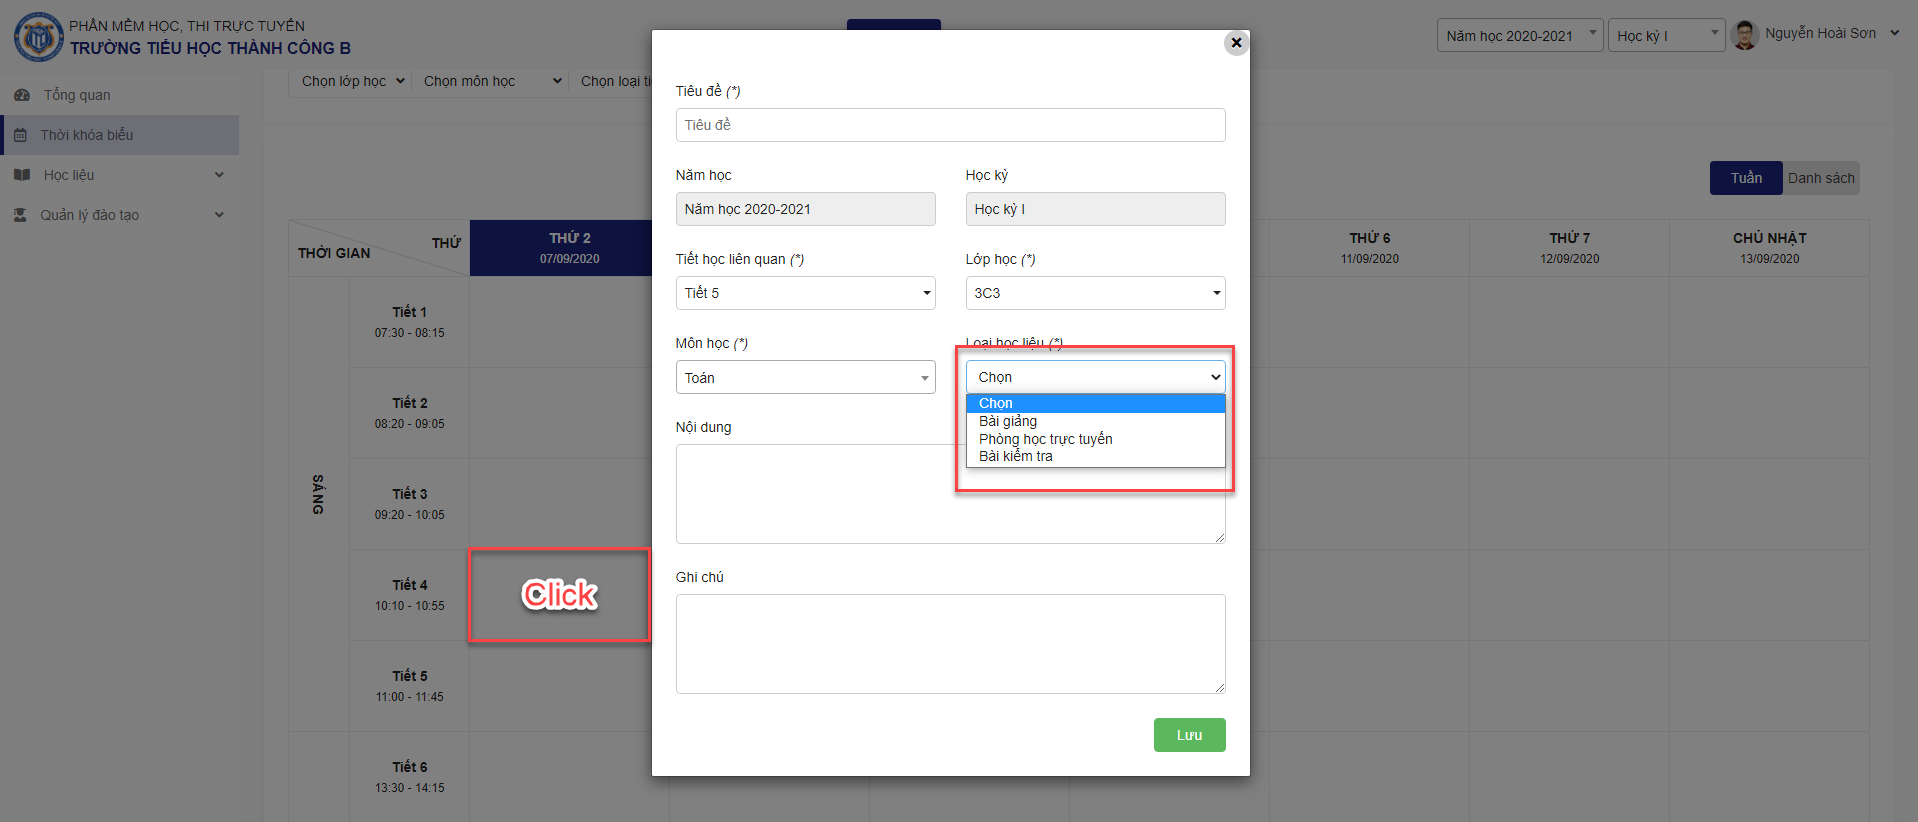 PHẦN MỀM HỌC, THI TRỰC TUYẾN
TRƯỜNG TIỂU HỌC THÀNH CÔNG B
Năm học 2020-2021
Học kỳ I
Nguyễn Hoài Sơn
Tổng quan
Thời khóa biểu
Học liệu
Quản lý đào tạo
Chọn lớp học
Chọn môn học
Chọn loại ti
Tuần
Danh sách
THỨ
THỜI GIAN
THỨ 2
07/09/2020
THỨ 6
11/09/2020
THỨ 7
12/09/2020
CHỦ NHẬT
13/09/2020
SÁNG
Tiết 1
07:30 - 08:15
Tiết 2
08:20 - 09:05
Tiết 3
09:20 - 10:05
Tiết 4
10:10 - 10:55
Click
Tiết 5
11:00 - 11:45
Tiết 6
13:30 - 14:15
Tiêu đề (*)
Tiêu đề
Năm học
Học kỳ
Năm học 2020-2021
Học kỳ I
Tiết học liên quan (*)
Lớp học (*)
Tiết 5
3C3
Môn học (*)
Loại học liệu (*)
Toán
Chọn
Chọn
Bài giảng
Phòng học trực tuyến
Bài kiểm tra
Nội dung
Ghi chú
Lưu